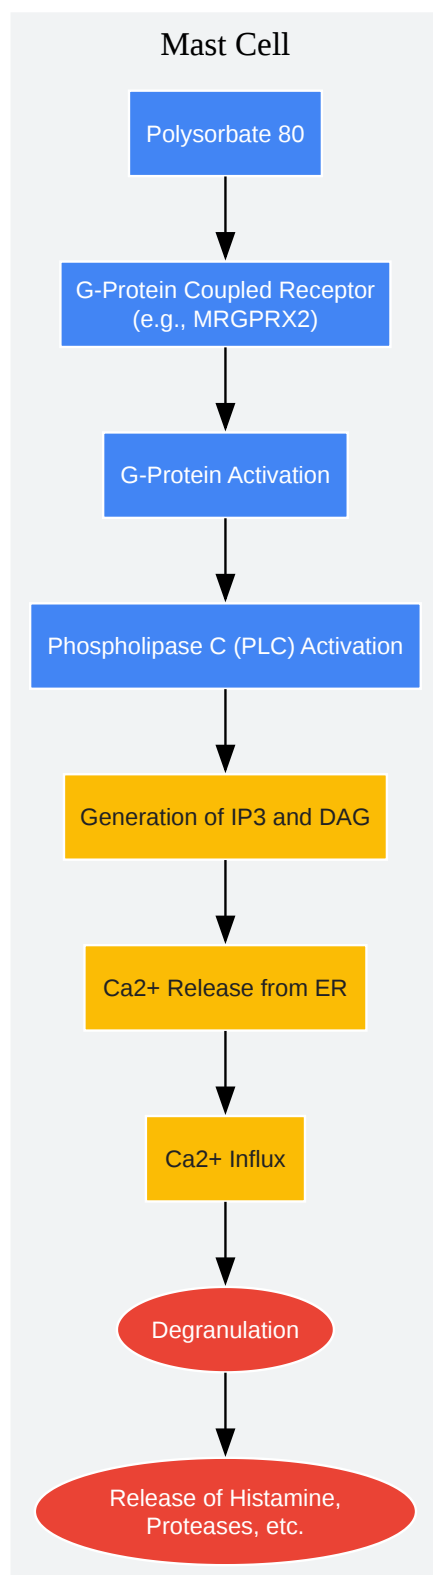 Mast Cell
Polysorbate 80
G-Protein Coupled Receptor
(e.g., MRGPRX2)
G-Protein Activation
Phospholipase C (PLC) Activation
Generation of IP3 and DAG
Ca2+ Release from ER
Ca2+ Influx
Degranulation
Release of Histamine,
Proteases, etc.